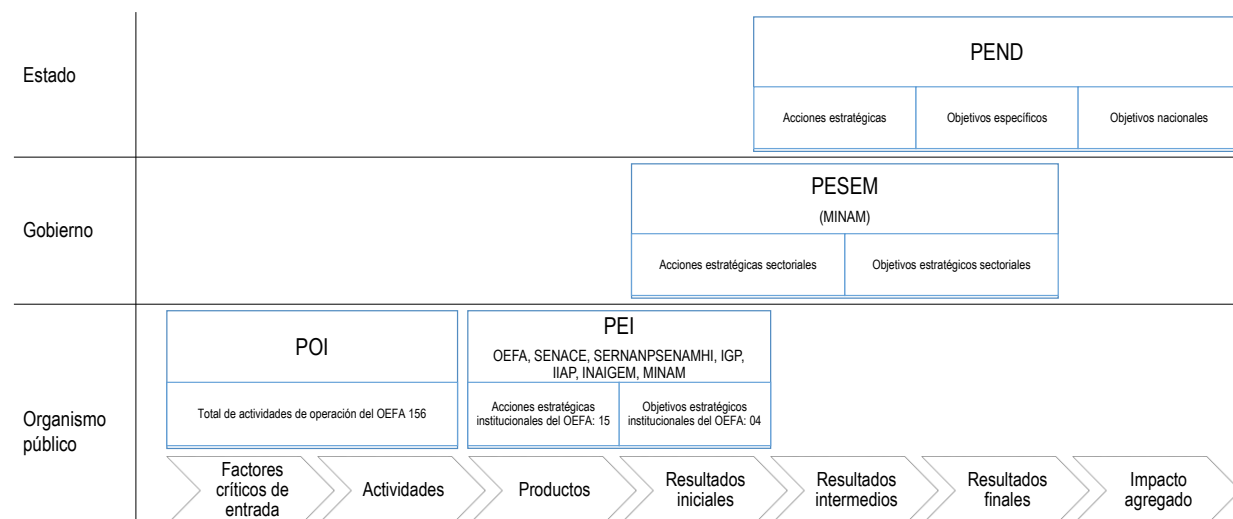 Estado
PEND
Acciones estratégicas
Objetivos específicos
Objetivos nacionales
Gobierno
PESEM
(MINAM)
Acciones estratégicas sectoriales
Objetivos estratégicos sectoriales
Organismo
público
POI
Total de actividades de operación del OEFA 156
PEI
OEFA, SENACE, SERNANPSENAMHI, IGP,
IIAP, INAIGEM, MINAM
Acciones estratégicas
institucionales del OEFA: 15
Objetivos estratégicos
institucionales del OEFA: 04
Factores
críticos de
entrada
Actividades
Productos
Resultados
iniciales
Resultados
intermedios
Resultados
finales
Impacto
agregado